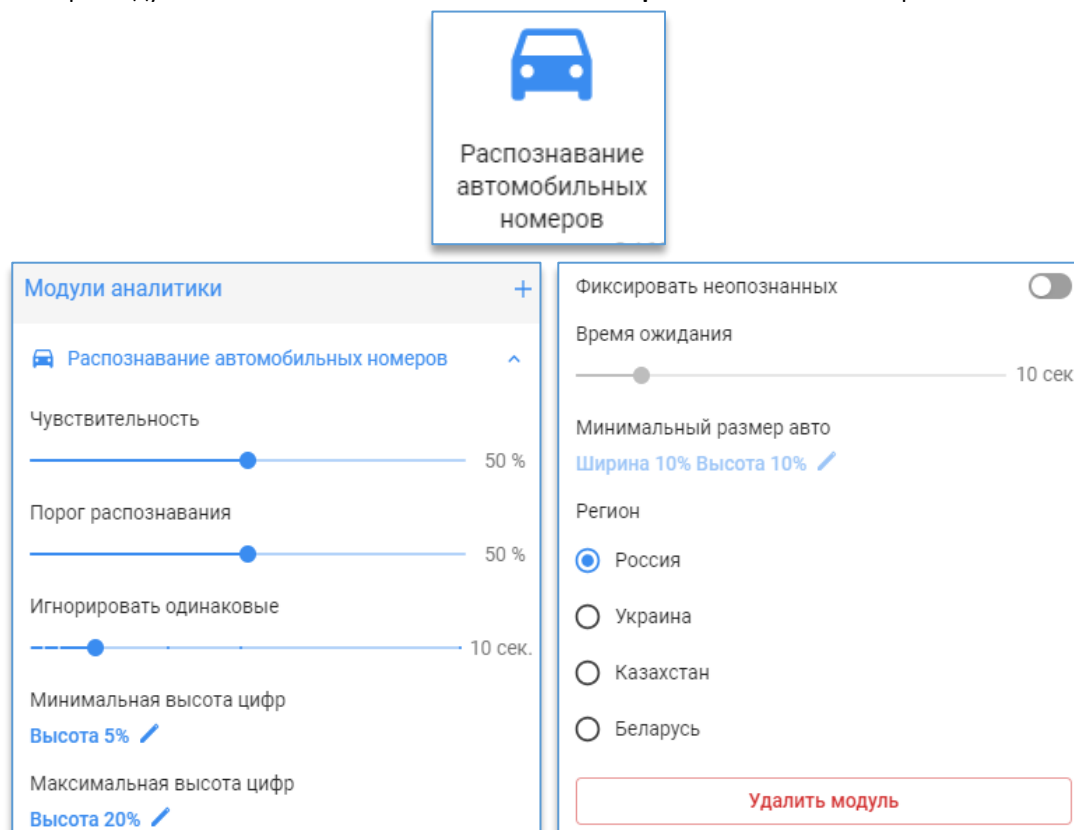 Распознавание
автомобильных
номеров
Модули аналитики
Распознавание автомобильных номеров
Чувствительность
50 %
Порог распознавания
50 %
Игнорировать одинаковые
10 сек.
Минимальная высота цифр
Высота 5%
Максимальная высота цифр
Высота 20%
Фиксировать неопознанных
Время ожидания
10 сек
Минимальный размер авто
Ширина 10% Высота 10%
Регион
Россия
Украина
Казахстан
Беларусь
Удалить модуль